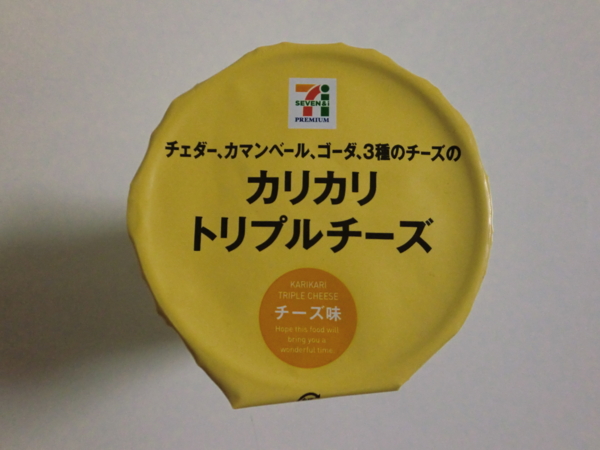 SEVEN&i
PREMIUM
チェダー、カマンベール、ゴーダ、3種のチーズの
カリカリ
トリプルチーズ
KARIKARI
TRIPLE CHEESE
チーズ味
Hope this food will
bring you a
wonderful time.